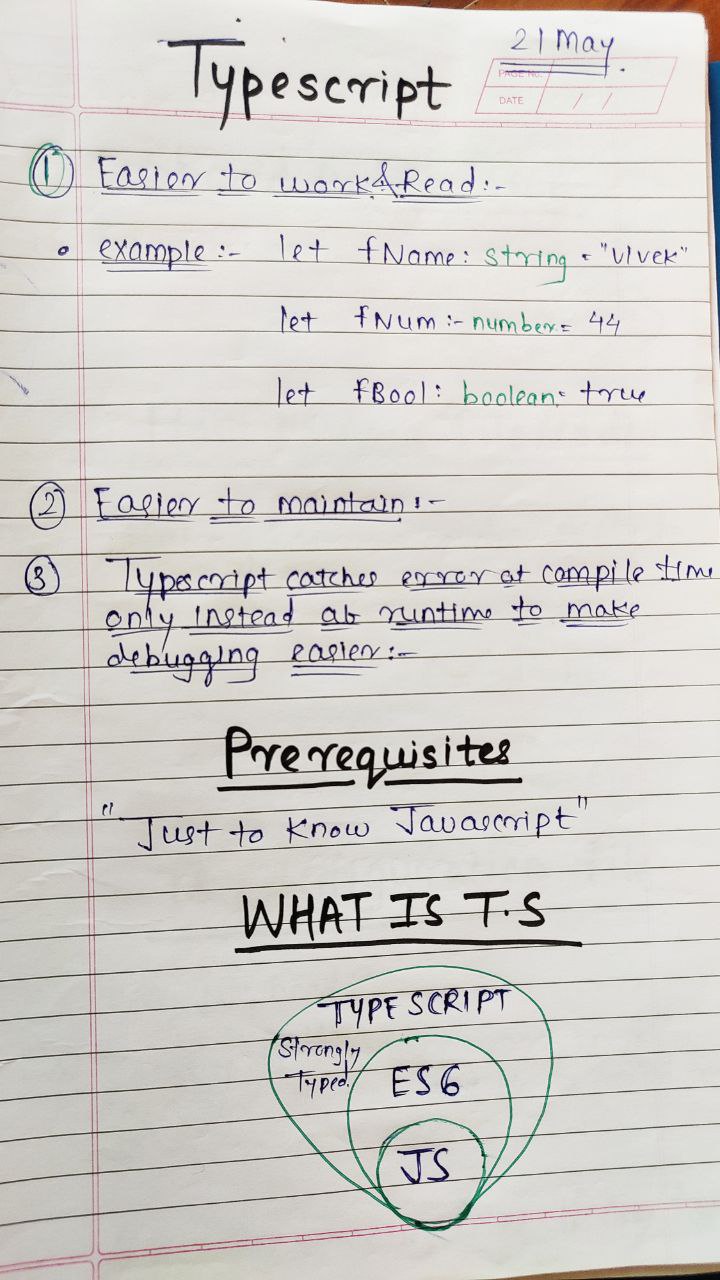 21 May.
PAGE NO.
Typescript
DATE / /
① Easier to work & Read:-
• example:- let fName: string = "Vivek"
let fNum:- number = 44
let fBool: boolean = true
② Easier to maintain:-
③ Typescript catches error at compile time
only instead at runtime to make
debugging easier:-
Prerequisites
"Just to Know Javascript"
WHAT IS T.S
TYPESCRIPT
Strongly
Typed.
ES6
JS